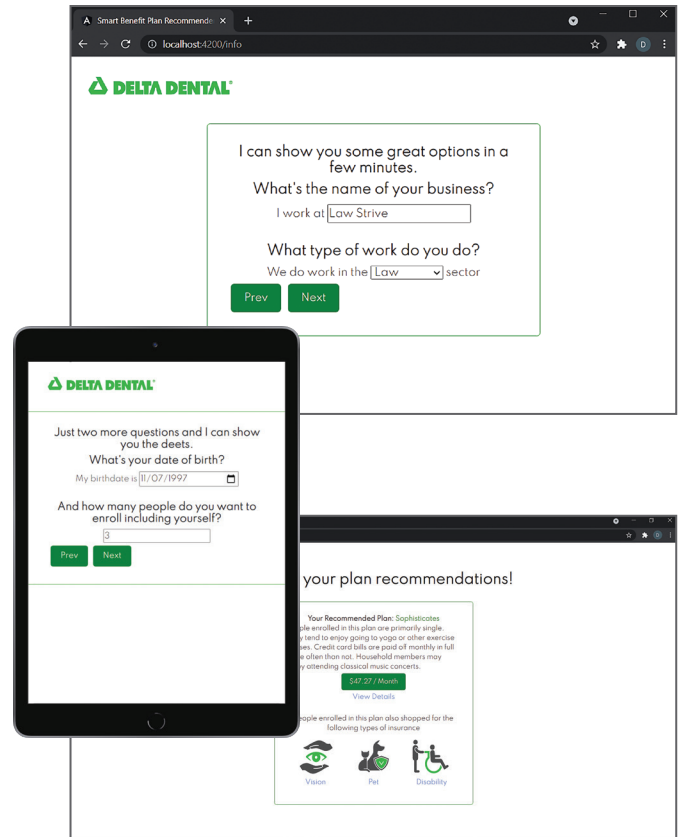 Smart Benefit Plan Recommende
localhost:4200/info
D
DELTA DENTAL
I can show you some great options in a
few minutes.
What's the name of your business?
I work at Law Strive
What type of work do you do?
We do work in the Law sector
Prev Next
DELTA DENTAL
Just two more questions and I can show
you the deets.
What's your date of birth?
My birthdate is 11/07/1997
And how many people do you want to
enroll including yourself?
3
Prev Next
D
your plan recommendations!
Your Recommended Plan: Sophisticates
ple enrolled in this plan are primarily single.
y tend to enjoy going to yoga or other exercise
ses. Credit card bills are paid off monthly in full
e often than not. Household members may
y attending classical music concerts.
$47.27 / Month
View Details
eople enrolled in this plan also shopped for the
following types of insurance
Vision Pet Disability